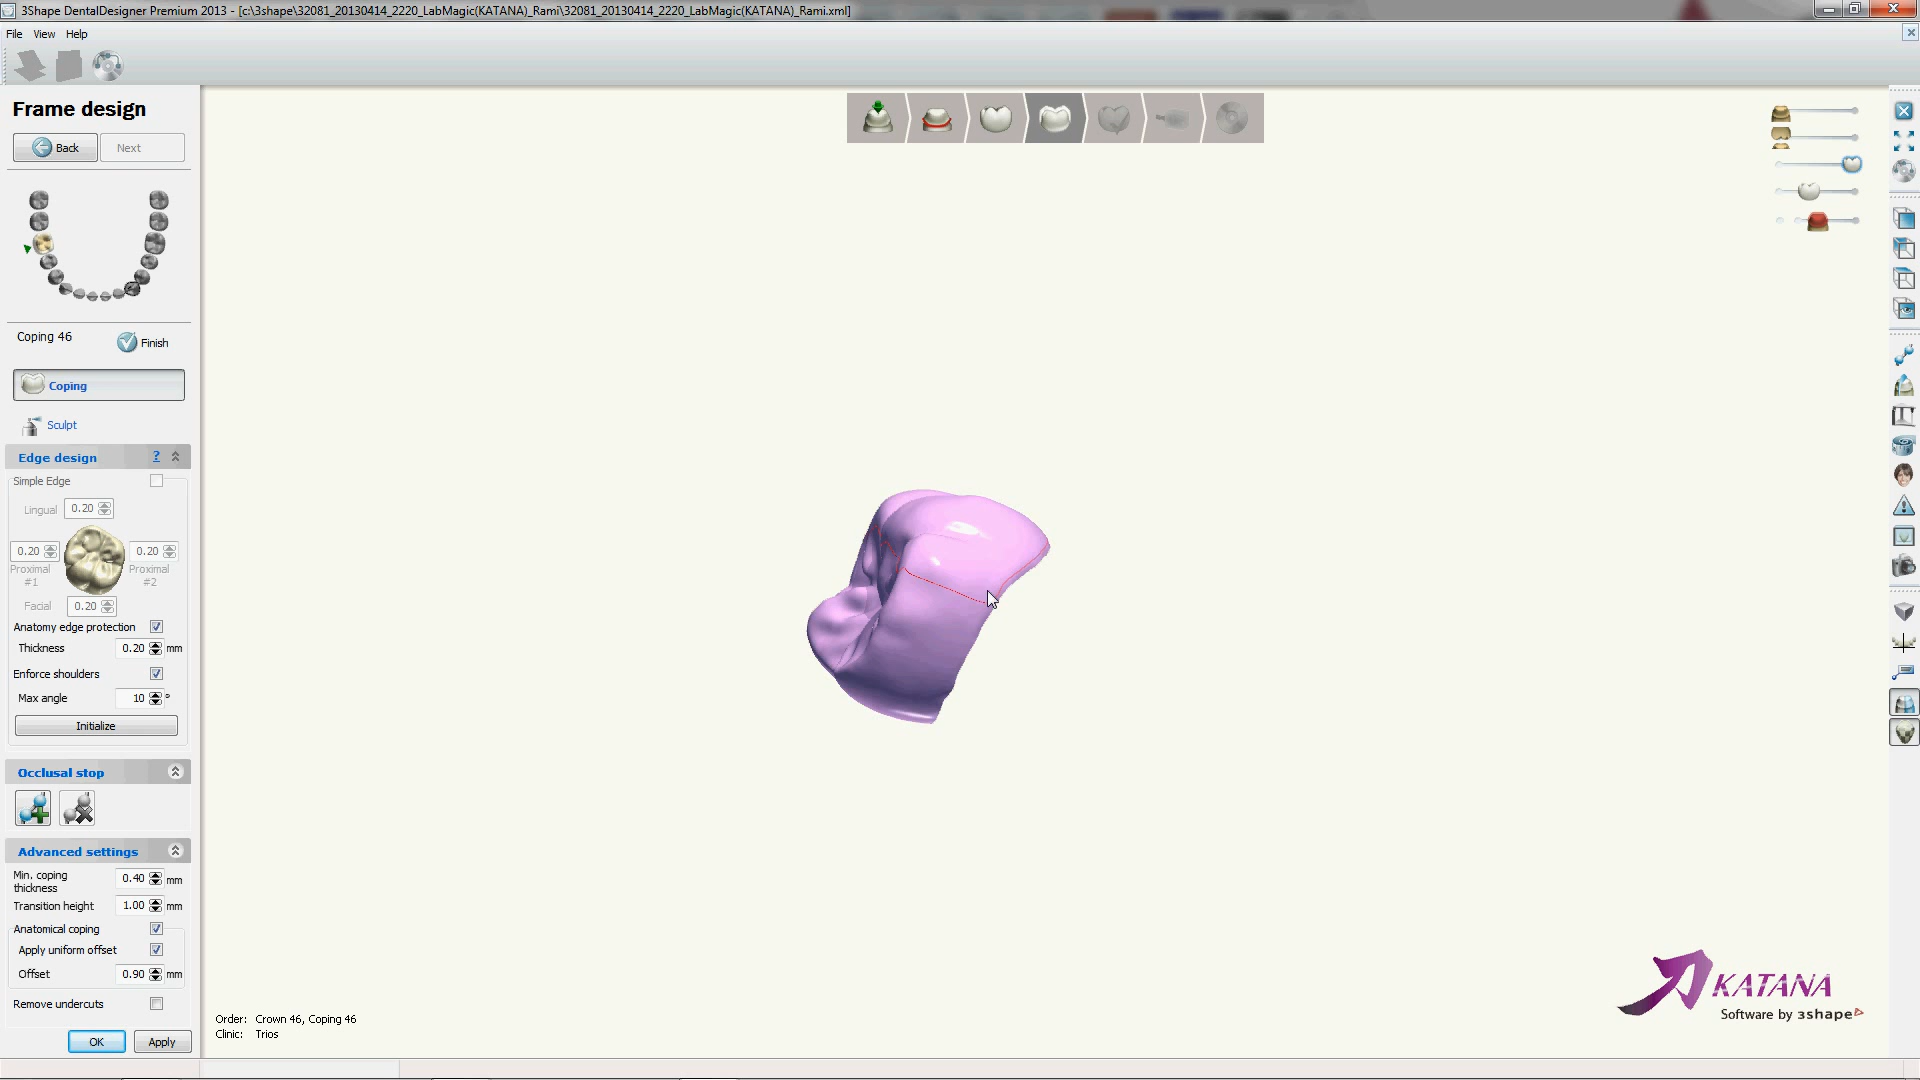 3Shape DentalDesigner Premium 2013 - [c:\3shape\32081_20130414_2220_LabMagic(KATANA)_Rami\32081_20130414_2220_LabMagic(KATANA)_Rami.xml]
File View Help
Frame design
Back Next
Coping 46
Finish
Coping
Sculpt
Edge design ?
Simple Edge
Lingual 0.20
0.20 0.20
Proximal #1
Proximal #2
Facial 0.20
Anatomy edge protection
Thickness 0.20 mm
Enforce shoulders
Max angle 10 °
Initialize
Occlusal stop
Advanced settings
Min. coping thickness 0.40 mm
Transition height 1.00 mm
Anatomical coping
Apply uniform offset
Offset 0.90 mm
Remove undercuts
OK Apply
Order: Crown 46, Coping 46
Clinic: Trios
KATANA
Software by 3shape